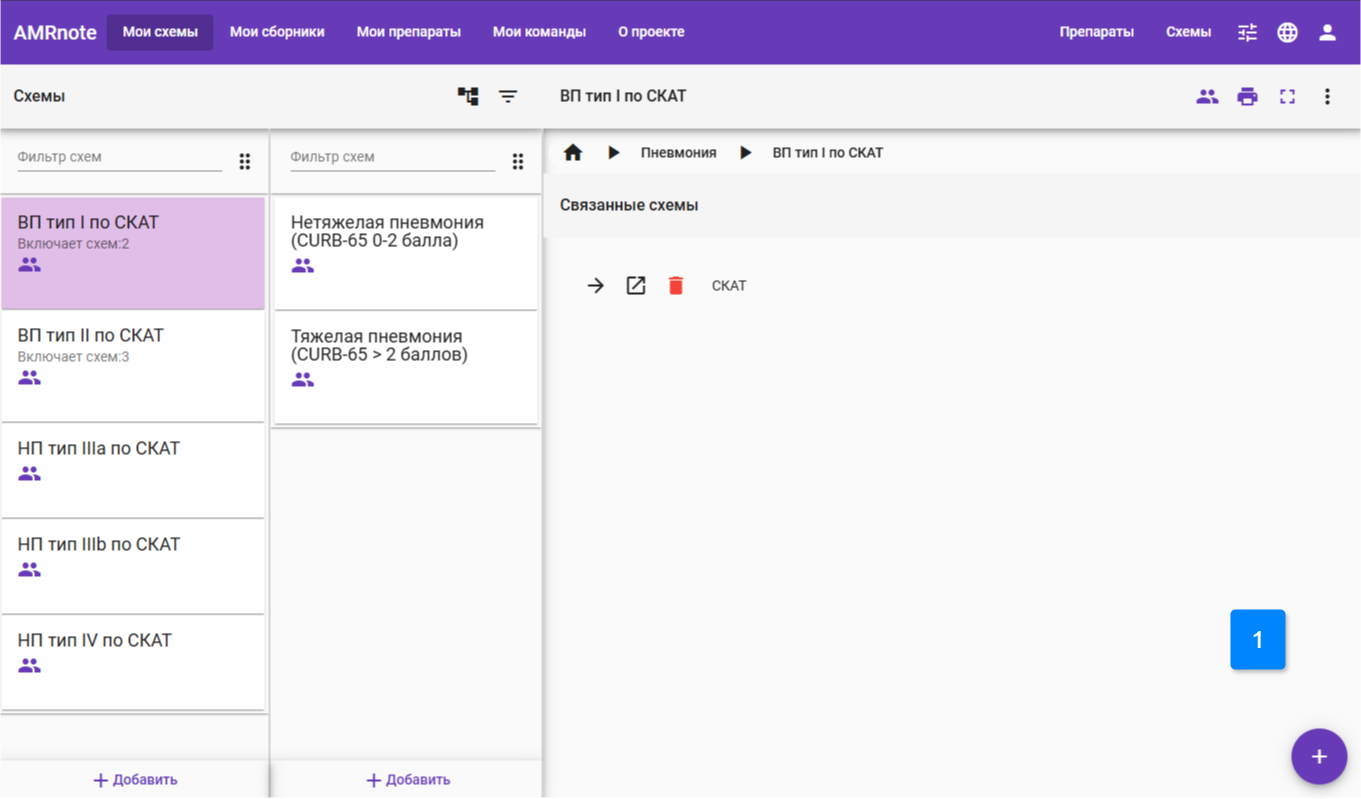 AMRnote Мои схемы Мои сборники Мои препараты Мои команды О проекте Препараты Схемы
Схемы
ВП тип I по СКАТ
Фильтр схем
Фильтр схем
Пневмония
ВП тип I по СКАТ
Связанные схемы
ВП тип I по СКАТ
Включает схем:2
ВП тип II по СКАТ
Включает схем:3
НП тип IIIa по СКАТ
НП тип IIIb по СКАТ
НП тип IV по СКАТ
+ Добавить
Нетяжелая пневмония
(CURB-65 0-2 балла)
Тяжелая пневмония
(CURB-65 > 2 баллов)
+ Добавить
СКАТ
1
+